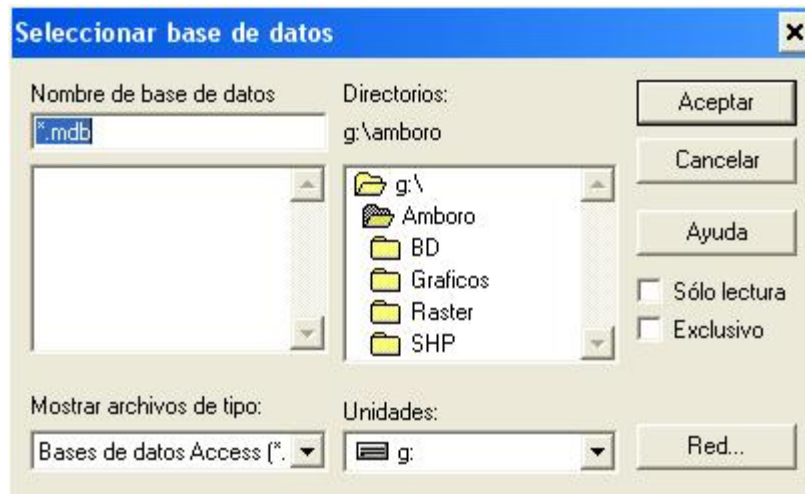 Seleccionar base de datos
Nombre de base de datos
*.mdb
Directorios:
g:\amboro
g:\
Amboro
BD
Graficos
Raster
SHP
Aceptar
Cancelar
Ayuda
Sólo lectura
Exclusivo
Mostrar archivos de tipo:
Bases de datos Access (*.
Unidades:
g:
Red...